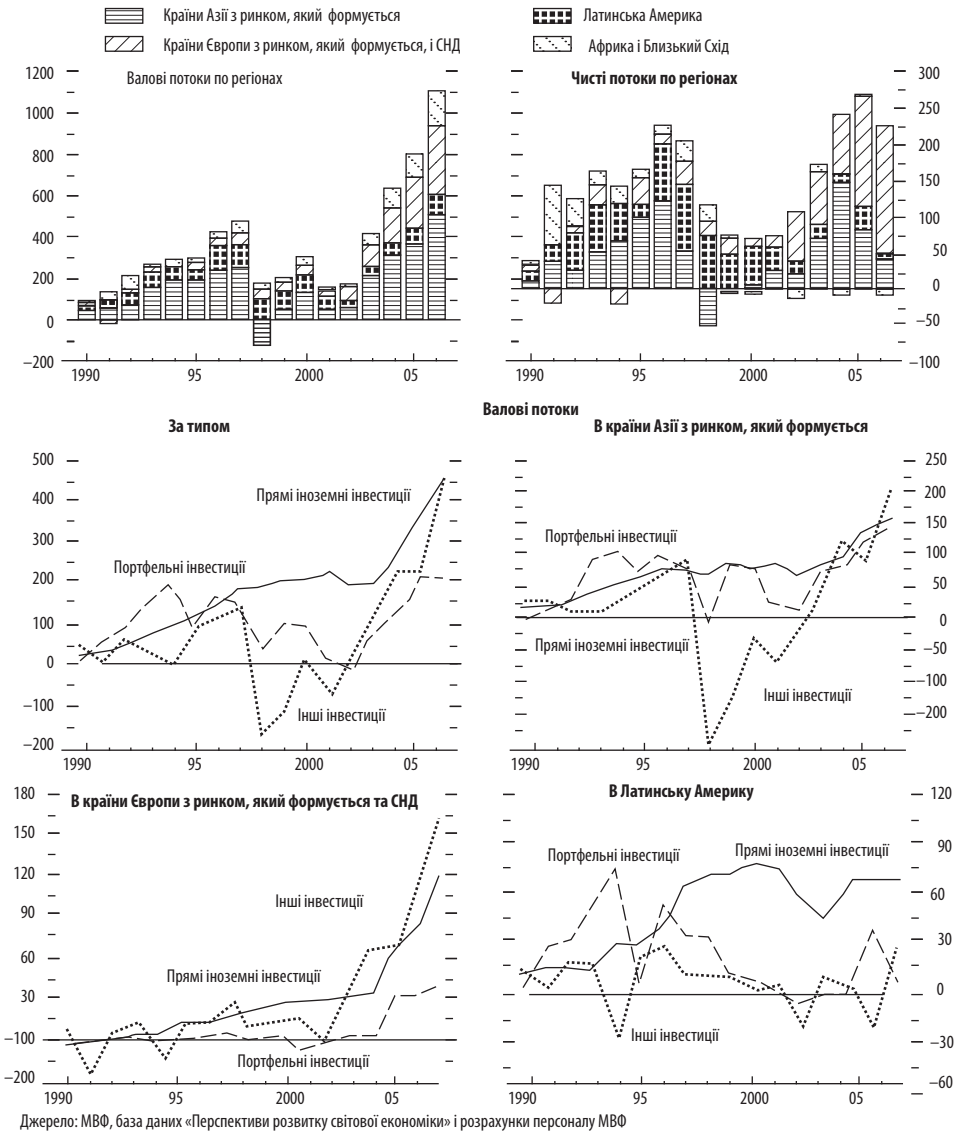 Країни Азії з ринком, який формується
Латинська Америка
Країни Європи з ринком, який формується, і СНД
Африка і Близький Схід
Валові потоки по регіонах
1200
1000
800
600
400
200
0
−200
1990 95 2000 05
Чисті потоки по регіонах
300
250
200
150
100
50
0
−50
−100
1990 95 2000 05
Валові потоки
За типом
500
400
300
200
100
0
−100
−200
Прямі іноземні інвестиції
Портфельні інвестиції
Інші інвестиції
1990 95 2000 05
В країни Азії з ринком, який формується
250
200
150
100
50
0
−50
−100
−200
Портфельні інвестиції
Прямі іноземні інвестиції
Інші інвестиції
1990 95 2000 05
В країни Європи з ринком, який формується та СНД
180
150
120
90
60
30
−100
−200
Інші інвестиції
Прямі іноземні інвестиції
Портфельні інвестиції
1990 95 2000 05
В Латинську Америку
120
90
60
30
0
−30
−60
Портфельні інвестиції
Прямі іноземні інвестиції
Інші інвестиції
1990 95 2000 05
Джерело: МВФ, база даних «Перспективи розвитку світової економіки» і розрахунки персоналу МВФ